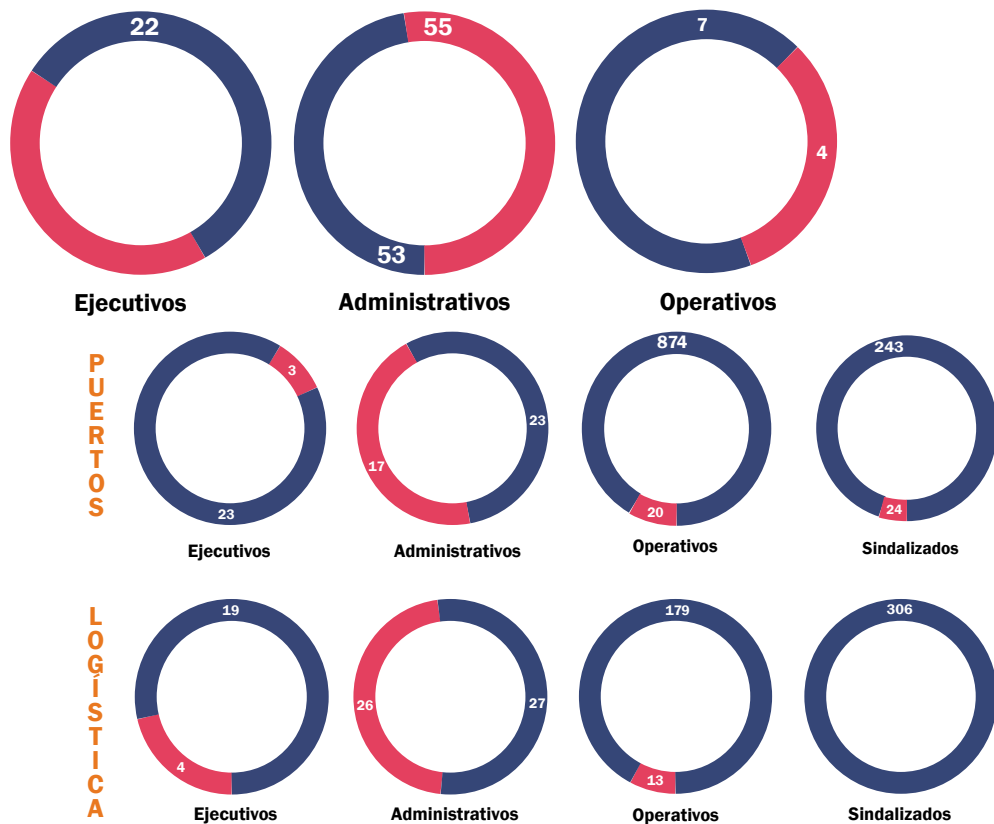 22
55
7
4
53
Ejecutivos
Administrativos
Operativos
PUERTOS
3
23
Ejecutivos
23
17
Administrativos
874
20
Operativos
243
24
Sindalizados
LOGÍSTICA
19
4
Ejecutivos
26
27
Administrativos
179
13
Operativos
306
Sindalizados